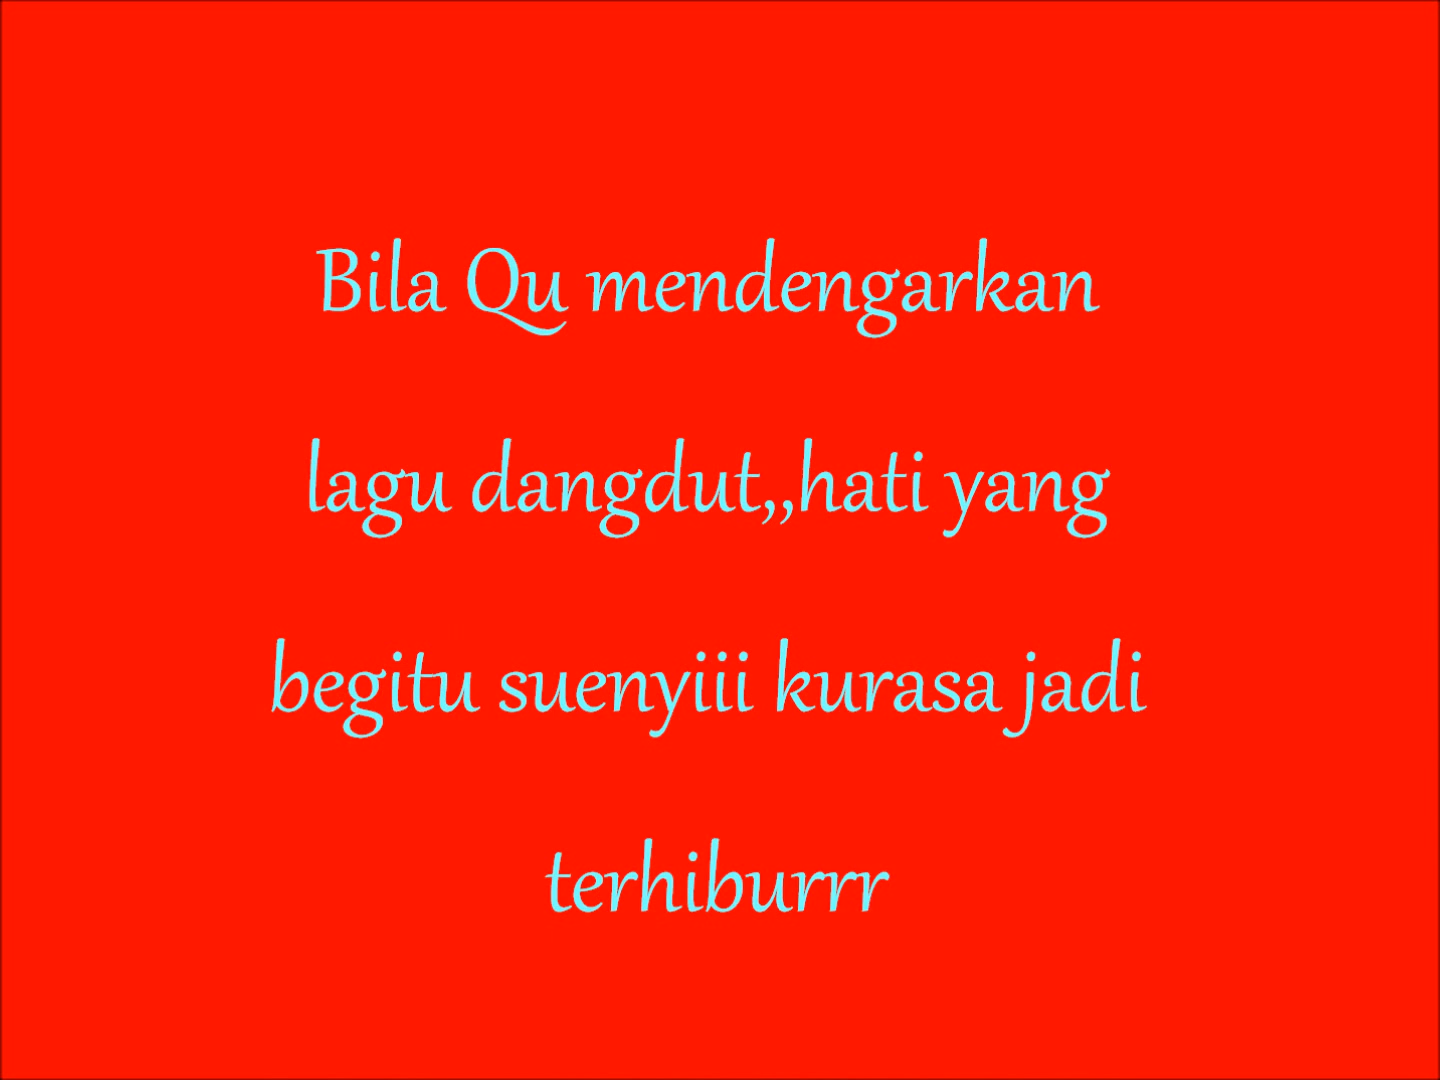 Bila Qu mendengarkan
lagu dangdut,,hati yang
begitu suenyiii kurasa jadi
terhiburrr